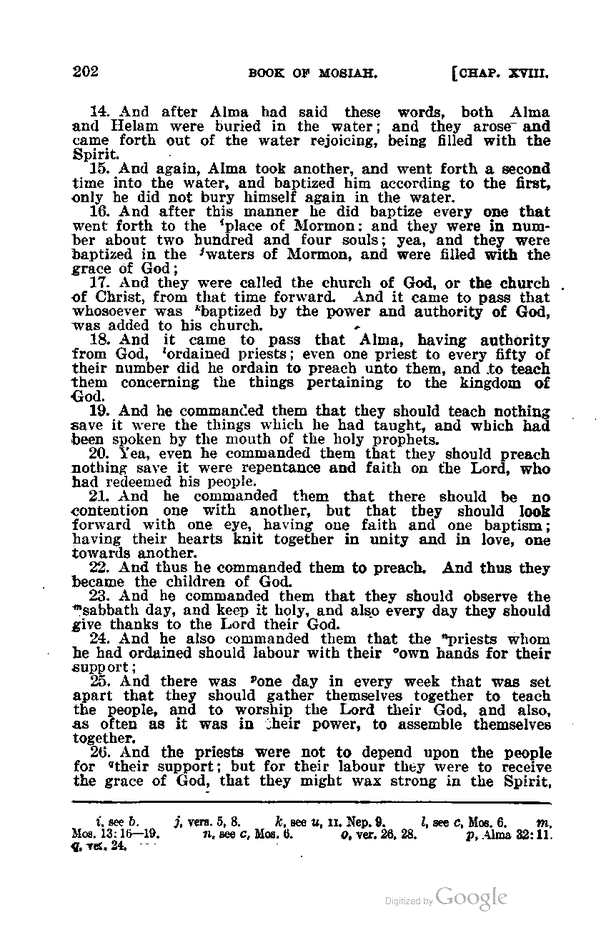 202 BOOK OF MOSIAH. [CHAP. XVIII.
14. And after Alma had said these words, both Alma
and Helam were buried in the water; and they arose and
came forth out of the water rejoicing, being filled with the
Spirit.
15. And again, Alma took another, and went forth a second
time into the water, and baptized him according to the first,
only he did not bury himself again in the water.
16. And after this manner he did baptize every one that
went forth to the ⁱplace of Mormon: and they were in num-
ber about two hundred and four souls; yea, and they were
baptized in the ʲwaters of Mormon, and were filled with the
grace of God;
17. And they were called the church of God, or the church
of Christ, from that time forward. And it came to pass that
whosoever was ᵏbaptized by the power and authority of God,
was added to his church.
18. And it came to pass that Alma, having authority
from God, ˡordained priests; even one priest to every fifty of
their number did he ordain to preach unto them, and to teach
them concerning the things pertaining to the kingdom of
God.
19. And he commanded them that they should teach nothing
save it were the things which he had taught, and which had
been spoken by the mouth of the holy prophets.
20. Yea, even he commanded them that they should preach
nothing save it were repentance and faith on the Lord, who
had redeemed his people.
21. And he commanded them that there should be no
contention one with another, but that they should look
forward with one eye, having one faith and one baptism;
having their hearts knit together in unity and in love, one
towards another.
22. And thus he commanded them to preach. And thus they
became the children of God.
23. And he commanded them that they should observe the
ᵐsabbath day, and keep it holy, and also every day they should
give thanks to the Lord their God.
24. And he also commanded them that the ⁿpriests whom
he had ordained should labour with their ᵒown hands for their
support;
25. And there was ᵖone day in every week that was set
apart that they should gather themselves together to teach
the people, and to worship the Lord their God, and also,
as often as it was in their power, to assemble themselves
together.
26. And the priests were not to depend upon the people
for qtheir support; but for their labour they were to receive
the grace of God, that they might wax strong in the Spirit,
i, see b. j, vers. 5, 8. k, see u, II. Nep. 9. l, see c, Mos. 6. m,
Mos. 13: 16—19. n, see c, Mos. 6. o, ver. 26, 28. p, Alma 32: 11.
q, ver. 24.
Digitized by Google